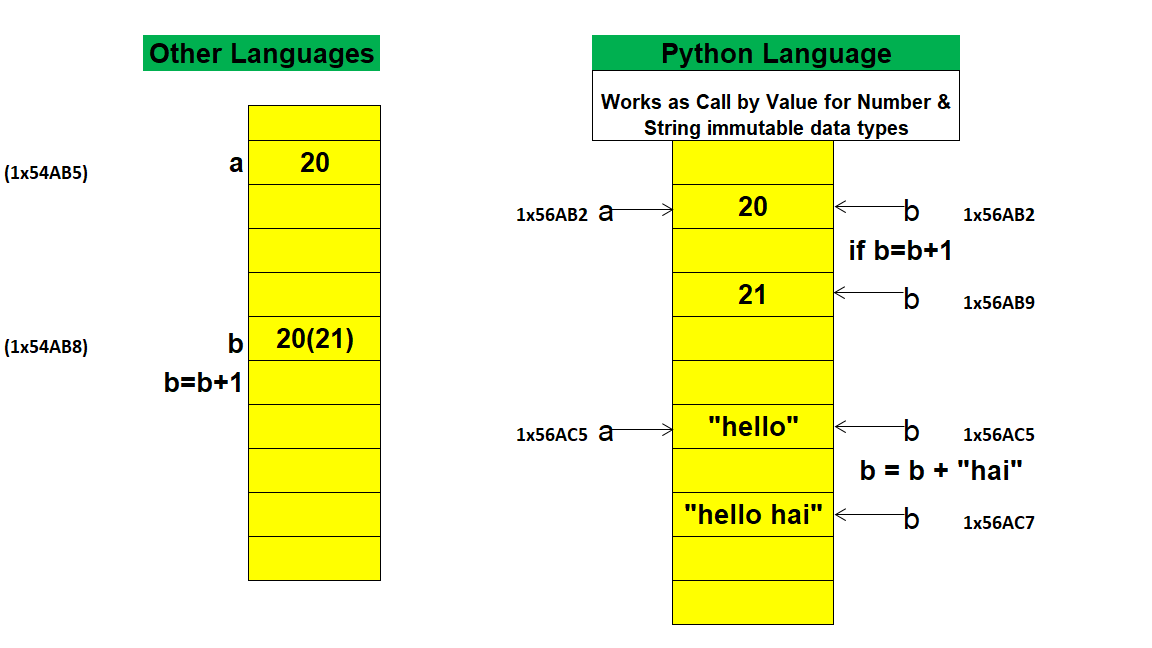 Other Languages
(1x54AB5) a 20
(1x54AB8) b 20(21)
b=b+1
Python Language
Works as Call by Value for Number &
String immutable data types
1x56AB2 a 20 b 1x56AB2
if b=b+1
21 b 1x56AB9
1x56AC5 a "hello" b 1x56AC5
b = b + "hai"
"hello hai" b 1x56AC7